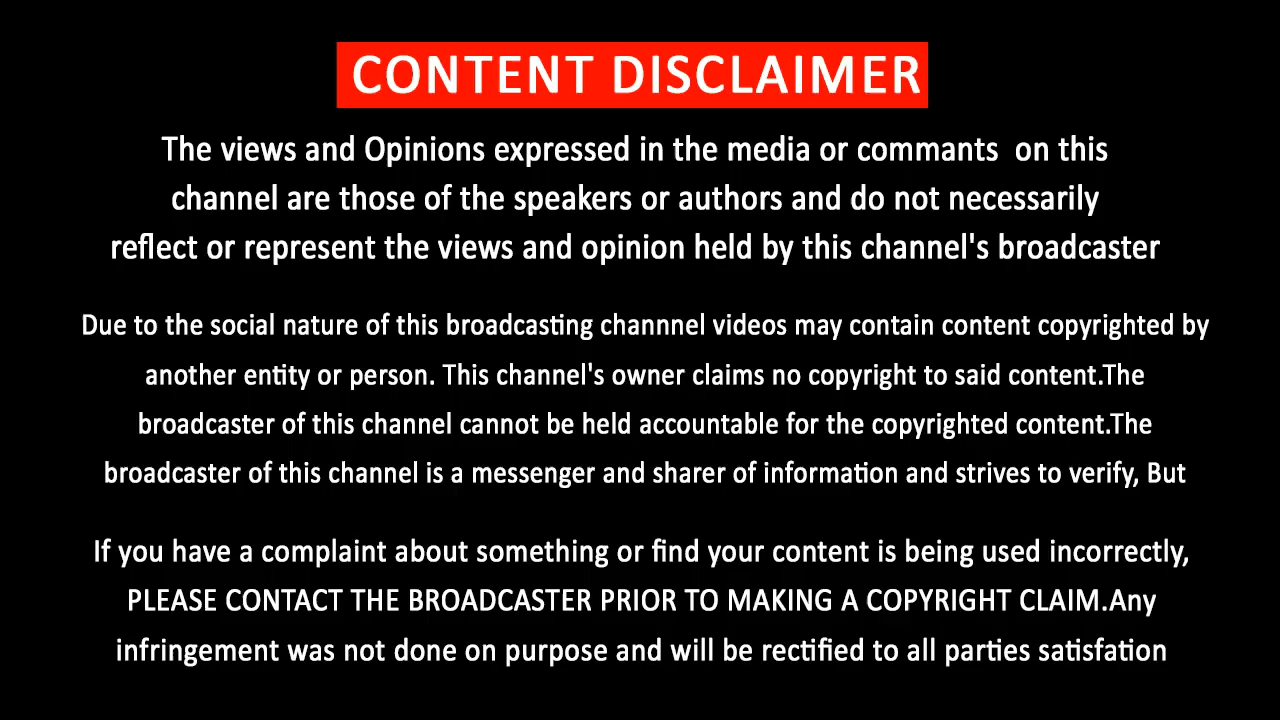 CONTENT DISCLAIMER
The views and Opinions expressed in the media or commants on this
channel are those of the speakers or authors and do not necessarily
reflect or represent the views and opinion held by this channel's broadcaster
Due to the social nature of this broadcasting channnel videos may contain content copyrighted by
another entity or person. This channel's owner claims no copyright to said content.The
broadcaster of this channel cannot be held accountable for the copyrighted content.The
broadcaster of this channel is a messenger and sharer of information and strives to verify, But
If you have a complaint about something or find your content is being used incorrectly,
PLEASE CONTACT THE BROADCASTER PRIOR TO MAKING A COPYRIGHT CLAIM.Any
infringement was not done on purpose and will be rectified to all parties satisfation